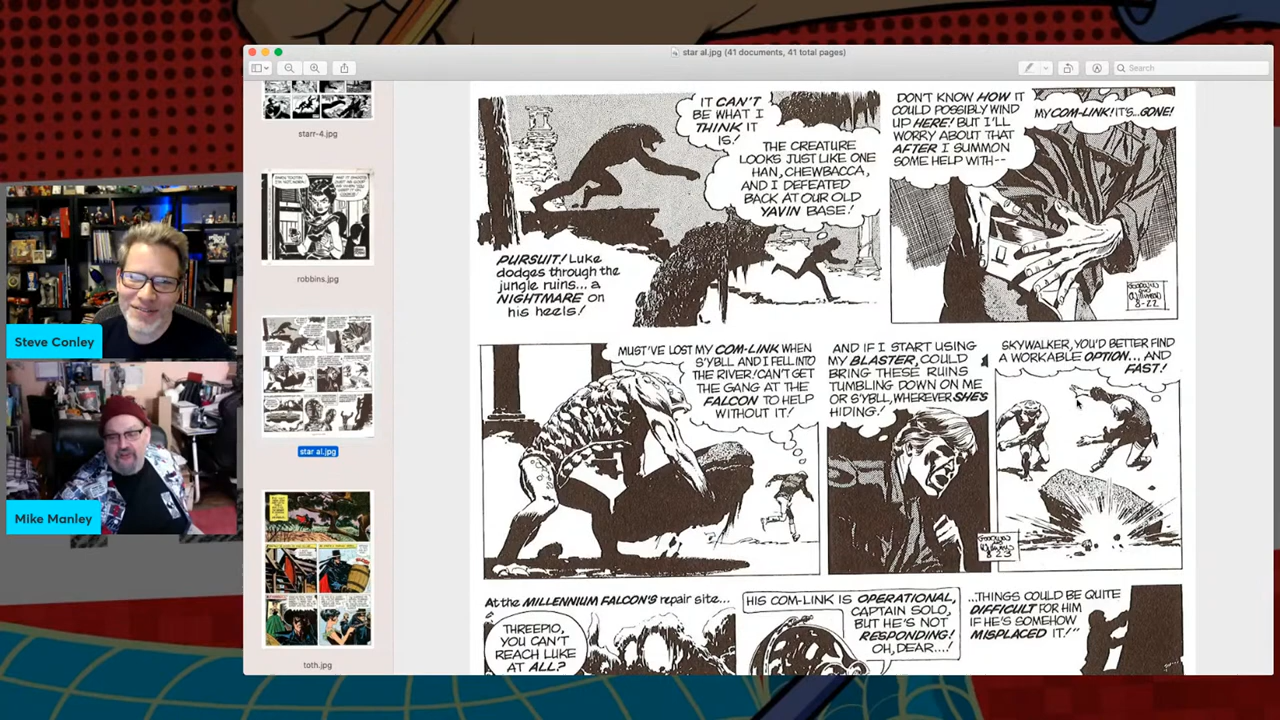 star al.jpg (41 documents, 41 total pages)
Search
starr-4.jpg
robbins.jpg
star al.jpg
toth.jpg
Steve Conley
Mike Manley
IT CAN'T
BE WHAT I
THINK IT
IS!
THE CREATURE
LOOKS JUST LIKE ONE
HAN, CHEWBACCA,
AND I DEFEATED
BACK AT OUR OLD
YAVIN BASE!
PURSUIT! Luke
dodges through the
jungle ruins... a
NIGHTMARE on
his heels!
DON'T KNOW HOW IT
COULD POSSIBLY WIND
UP HERE! BUT I'LL
WORRY ABOUT THAT
AFTER I SUMMON
SOME HELP WITH--
MY COM-LINK! IT'S...GONE!
8-22
MUST'VE LOST MY COM-LINK WHEN
S'YBLL AND I FELL INTO
THE RIVER! CAN'T GET
THE GANG AT THE
FALCON TO HELP
WITHOUT IT!
AND IF I START USING
MY BLASTER, COULD
BRING THESE RUINS
TUMBLING DOWN ON ME
OR S'YBLL, WHEREVER SHE'S
HIDING!
SKYWALKER, YOU'D BETTER FIND
A WORKABLE OPTION... AND
FAST!
8-23
At the MILLENNIUM FALCON'S repair site...
THREEPIO,
YOU CAN'T
REACH LUKE
AT ALL?
HIS COM-LINK IS OPERATIONAL,
CAPTAIN SOLO,
BUT HE'S NOT
RESPONDING!
OH, DEAR....!
...THINGS COULD BE QUITE
DIFFICULT FOR HIM
IF HE'S SOMEHOW
MISPLACED IT!"